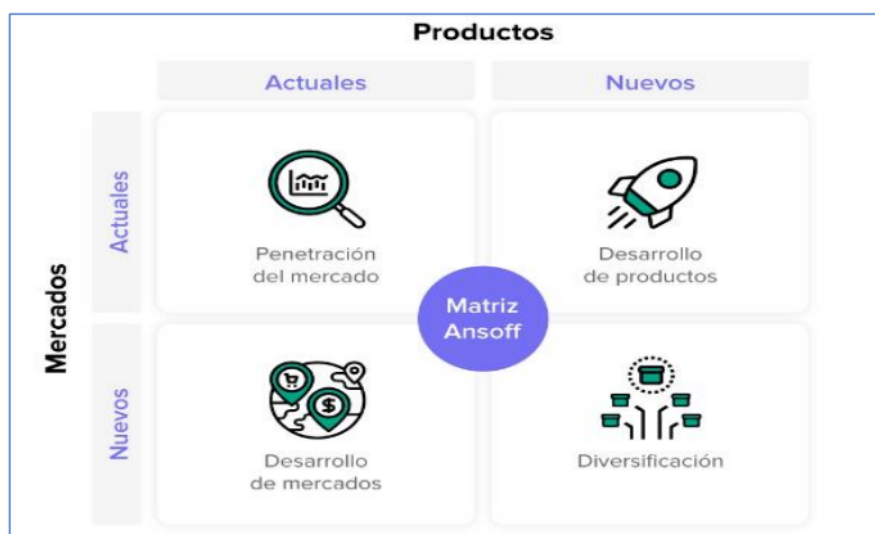 Productos
Actuales
Nuevos
Mercados
Actuales
Penetración
del mercado
Desarrollo
de productos
Matriz
Ansoff
Nuevos
$
Desarrollo
de mercados
Diversificación